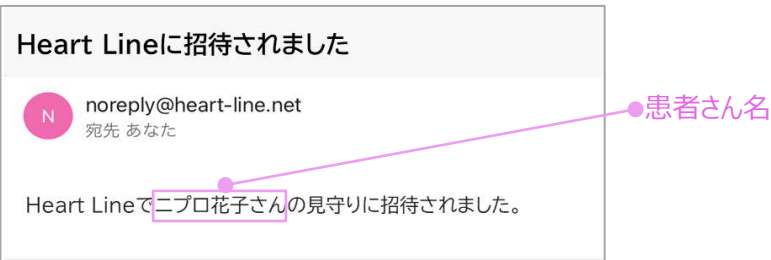 Heart Lineに招待されました
N
noreply@heart-line.net
宛先 あなた
患者さん名
Heart Lineでニプロ花子さんの見守りに招待されました。